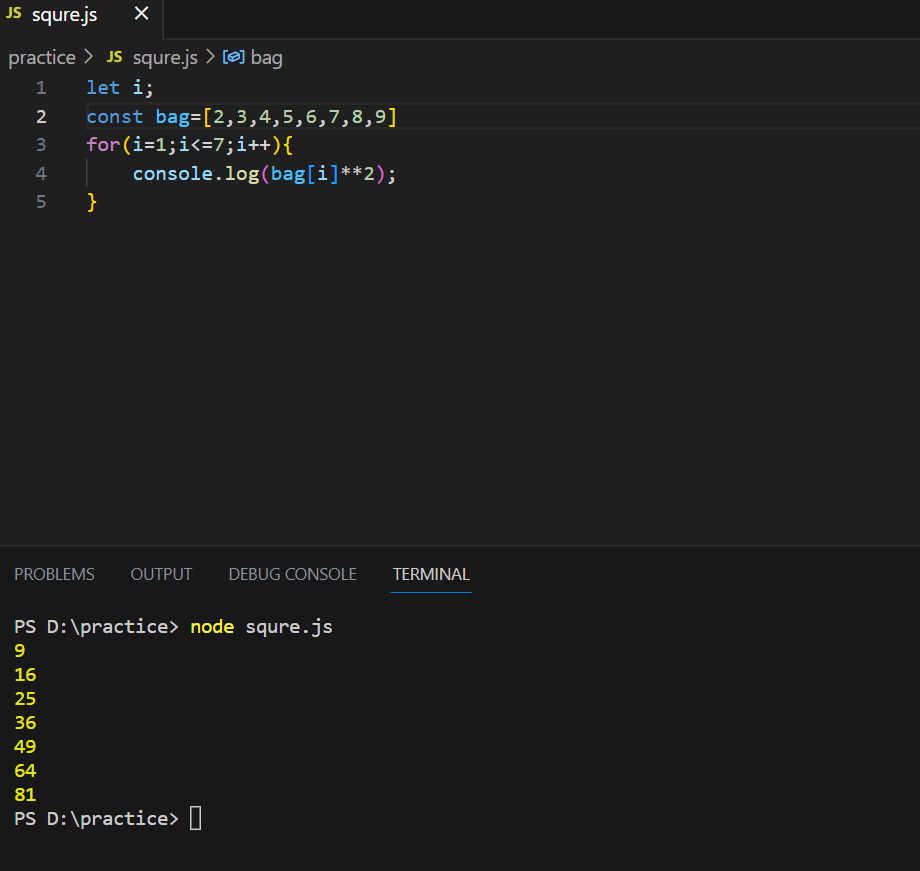 JS squre.js ×
practice > JS squre.js > bag
1 let i;
2 const bag=[2,3,4,5,6,7,8,9]
3 for(i=1;i<=7;i++){
4     console.log(bag[i]**2);
5 }
PROBLEMS OUTPUT DEBUG CONSOLE TERMINAL
PS D:\practice> node squre.js
9
16
25
36
49
64
81
PS D:\practice>